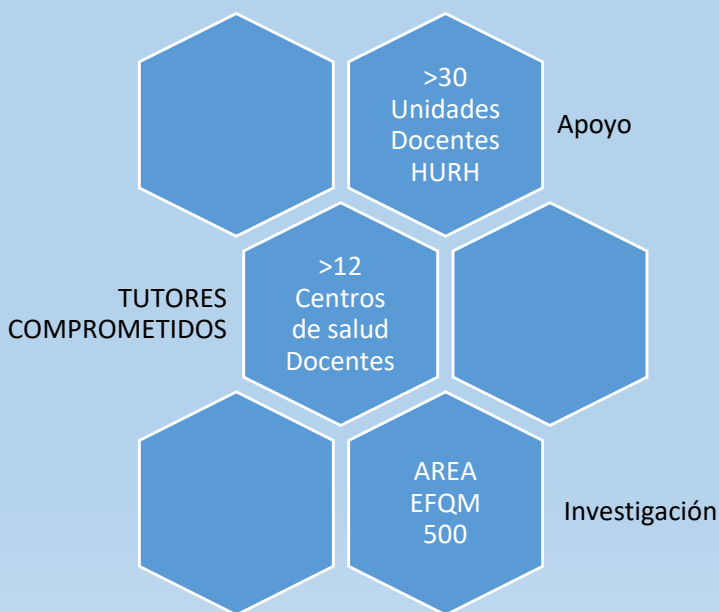 >30
Unidades
Docentes
HURH
Apoyo
TUTORES
COMPROMETIDOS
>12
Centros
de salud
Docentes
AREA
EFQM
500
Investigación